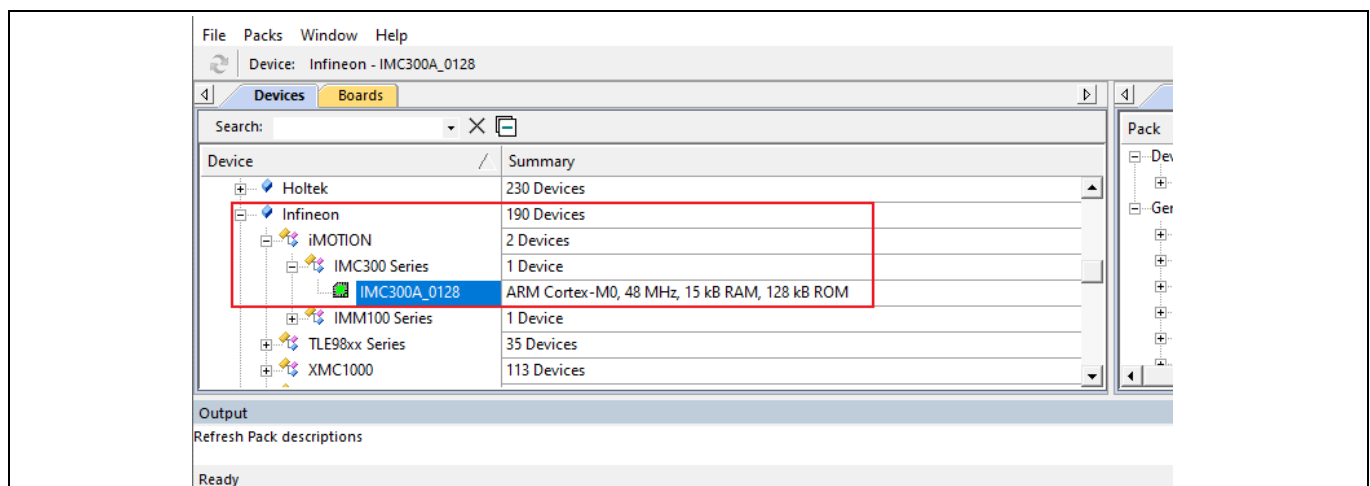 File Packs Window Help
Device: Infineon - IMC300A_0128
Devices Boards
Search:
Pack
Device Summary
Holtek 230 Devices
Infineon 190 Devices
iMOTION 2 Devices
IMC300 Series 1 Device
IMC300A_0128 ARM Cortex-M0, 48 MHz, 15 kB RAM, 128 kB ROM
IMM100 Series 1 Device
TLE98xx Series 35 Devices
XMC1000 113 Devices
Output
Refresh Pack descriptions
Ready